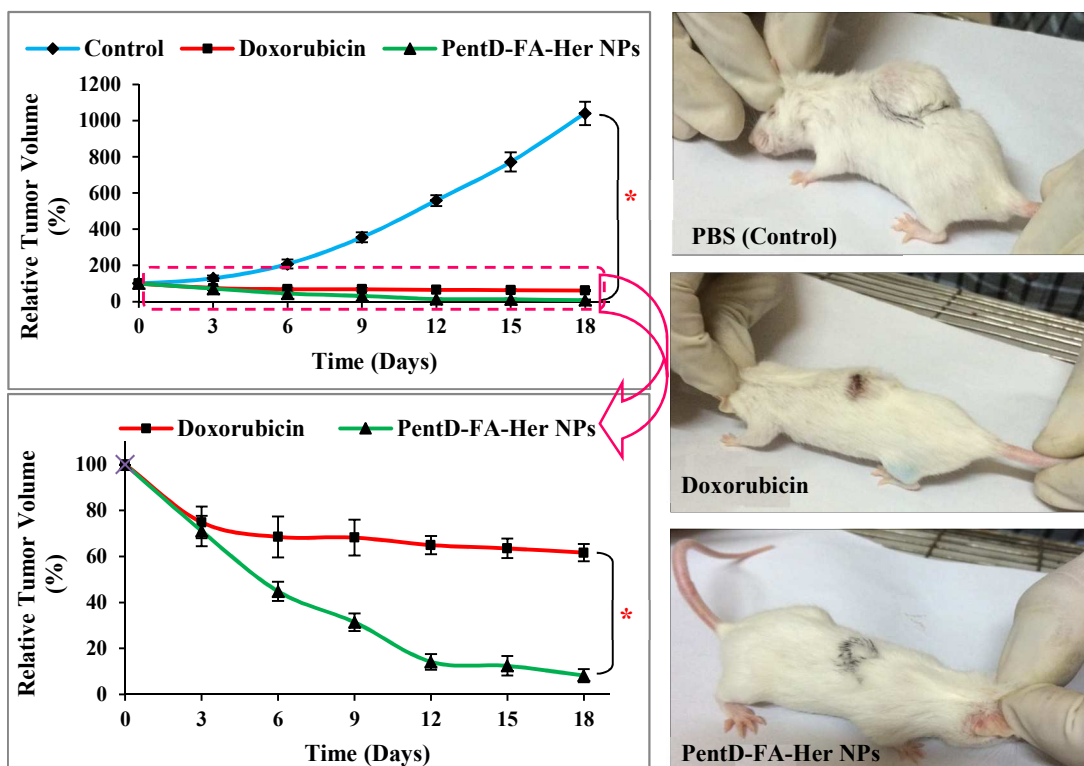 Control Doxorubicin PentD-FA-Her NPs
1200
1000
800
600
400
200
0
0 3 6 9 12 15 18
Relative Tumor Volume
(%)
Time (Days)
*
Doxorubicin PentD-FA-Her NPs
100
80
60
40
20
0
0 3 6 9 12 15 18
Relative Tumor Volume
(%)
Time (Days)
*
PBS (Control)
Doxorubicin
PentD-FA-Her NPs